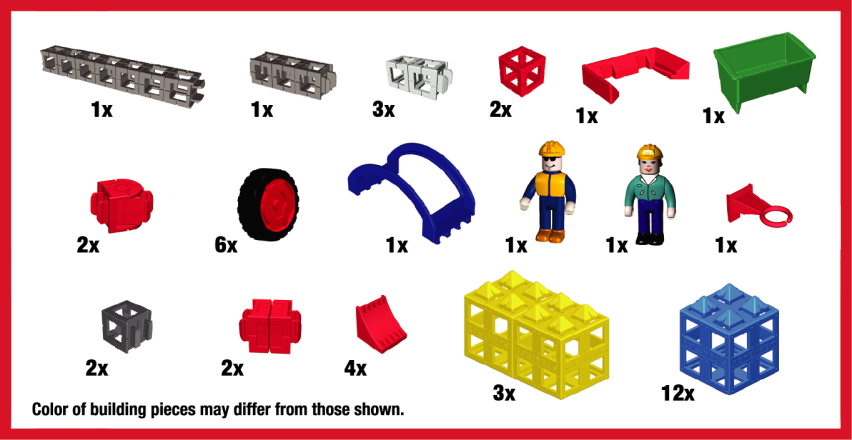 1x 1x 3x 2x 1x 1x
2x 6x 1x 1x 1x 1x
2x 2x 4x 3x 12x
Color of building pieces may differ from those shown.